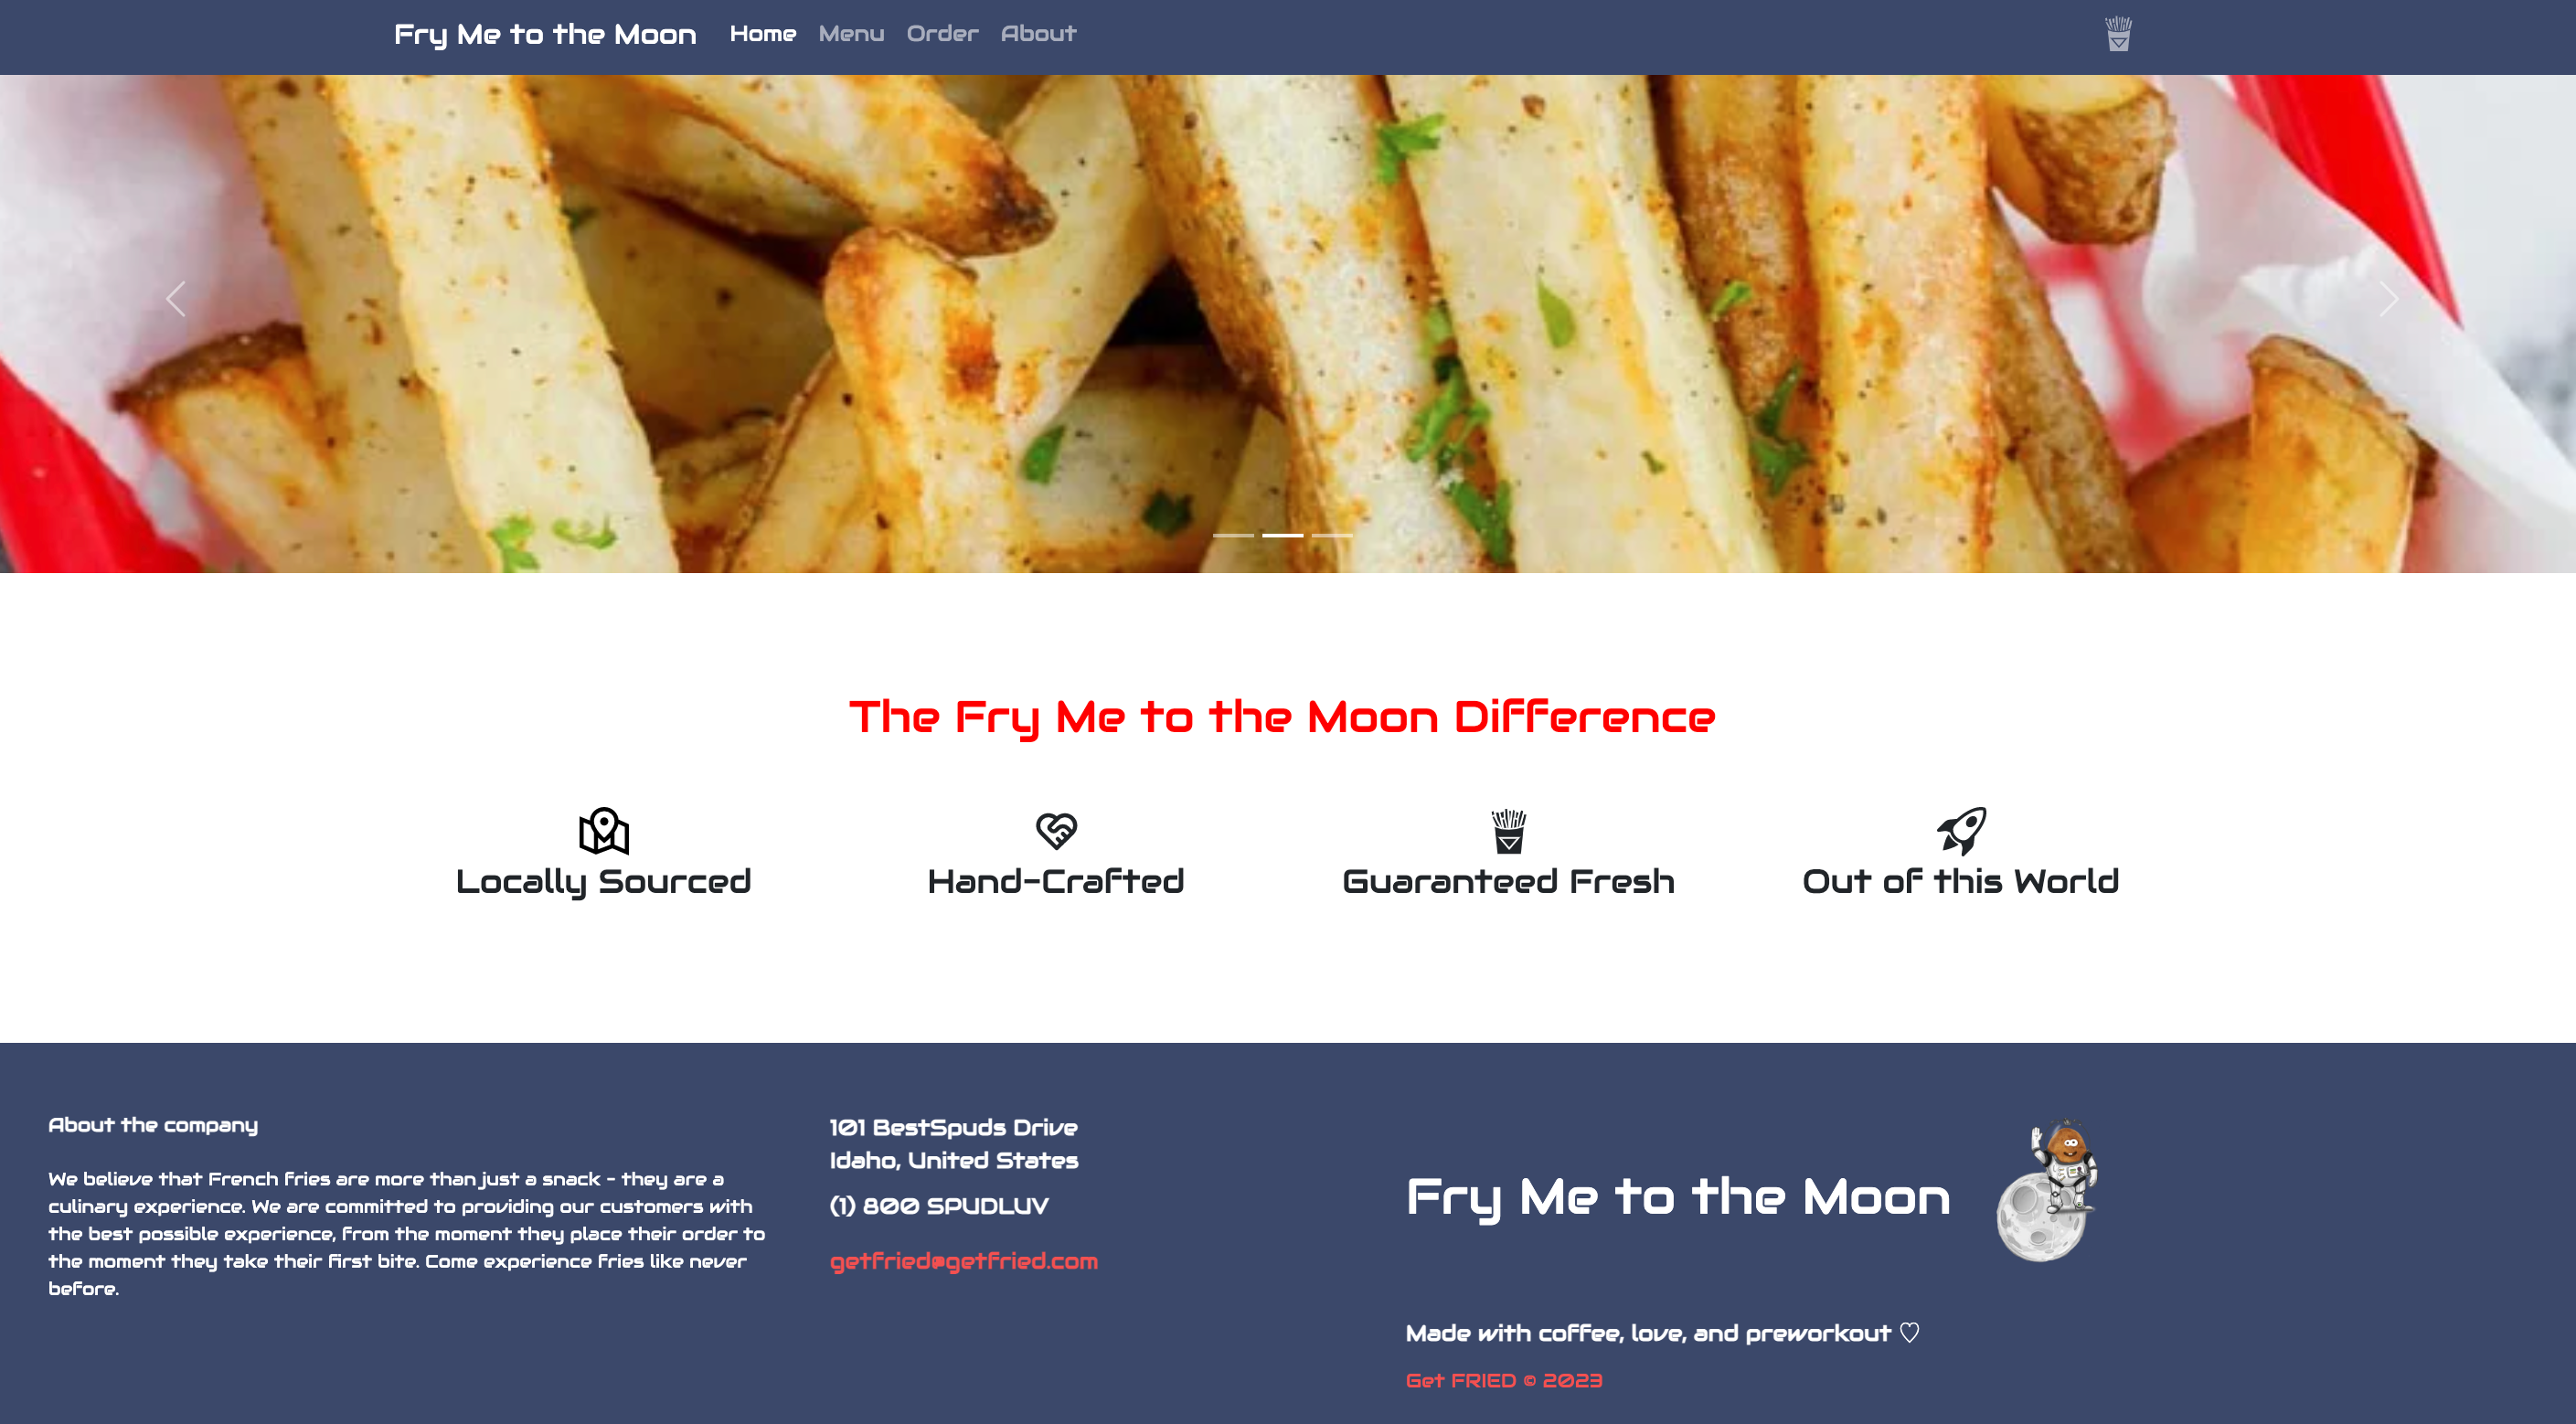 Fry Me to the Moon Home Menu Order About
The Fry Me to the Moon Difference
Locally Sourced
Hand-Crafted
Guaranteed Fresh
Out of this World
About the company
We believe that French fries are more than just a snack - they are a
culinary experience. We are committed to providing our customers with
the best possible experience, from the moment they place their order to
the moment they take their first bite. Come experience fries like never
before.
101 BestSpuds Drive
Idaho, United States
(1) 800 SPUDLUV
getfried@getfried.com
Fry Me to the Moon
Made with coffee, love, and preworkout ♡
Get FRIED © 2023